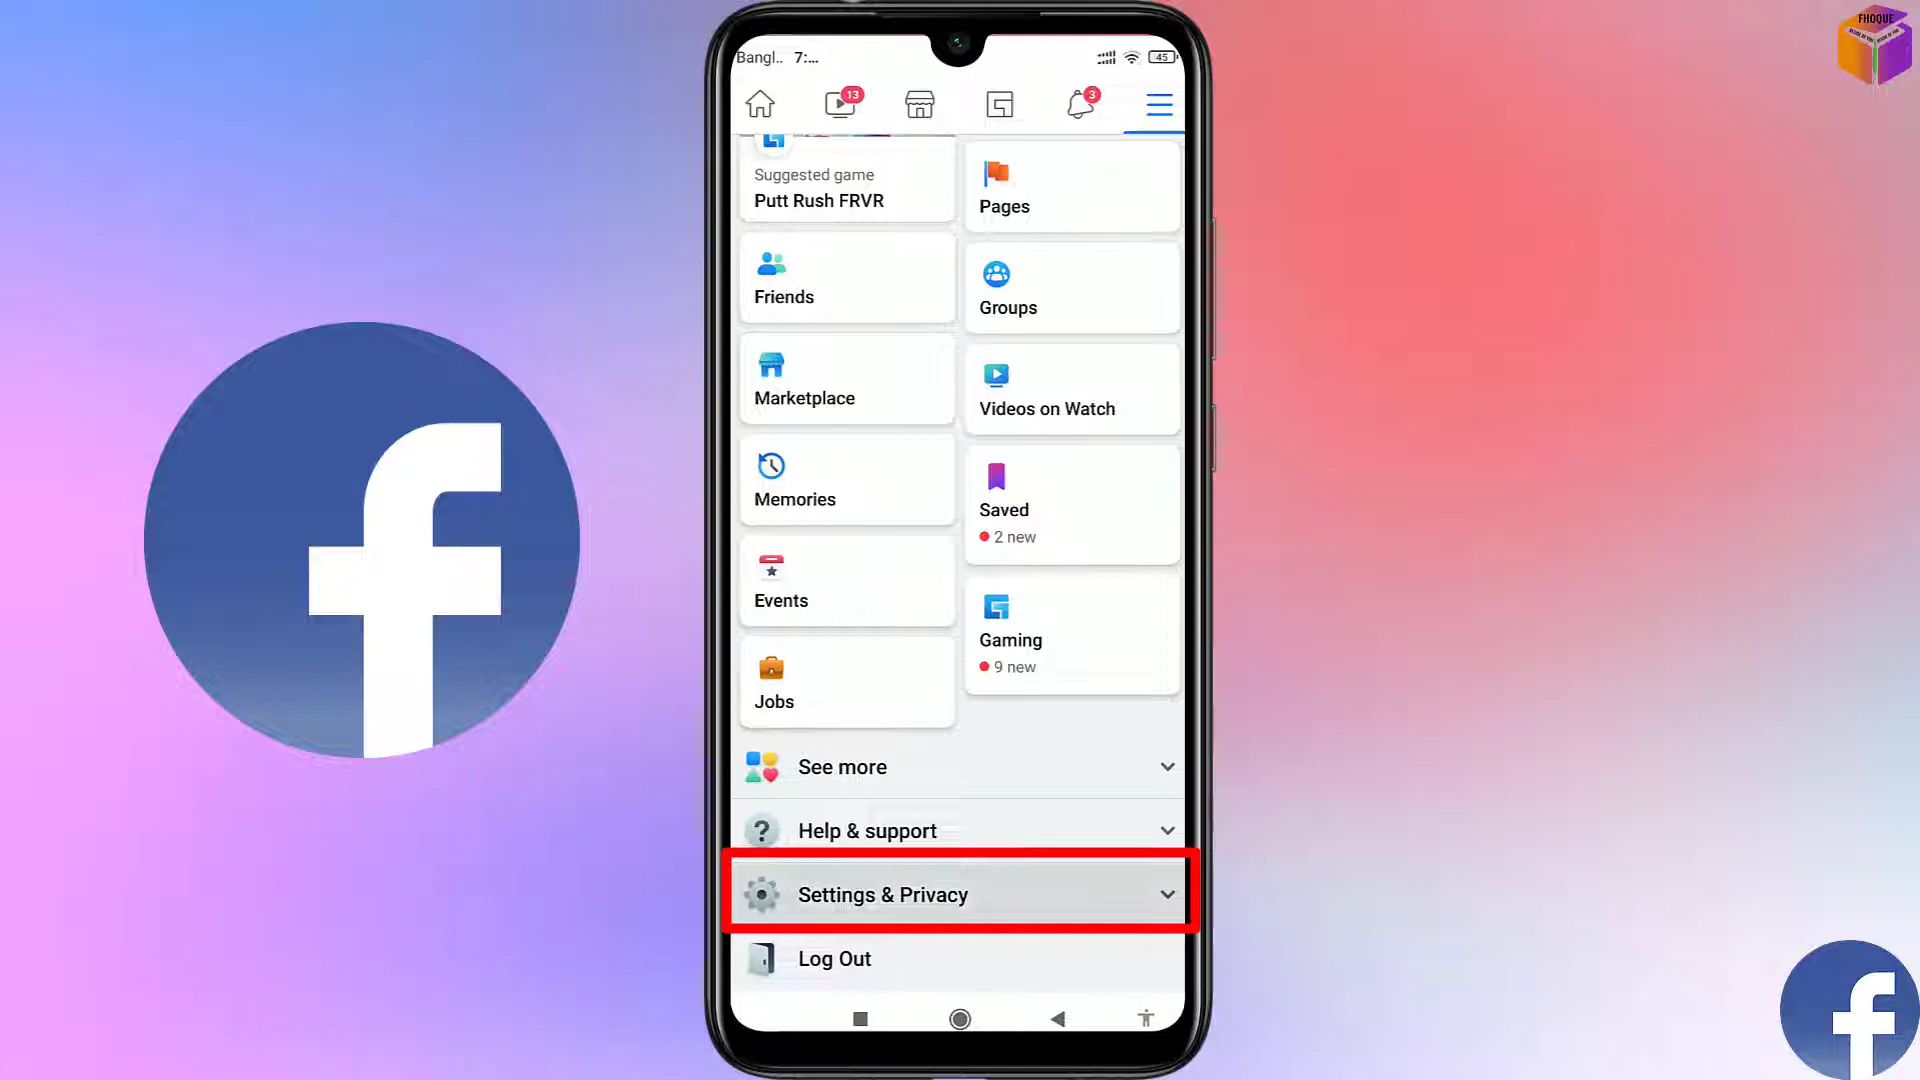 FHOQUE
Bangl.. 7:...
45
13
3
Suggested game
Putt Rush FRVR
Pages
Friends
Groups
Marketplace
Videos on Watch
Memories
Saved
2 new
Events
Gaming
9 new
Jobs
See more
Help & support
Settings & Privacy
Log Out